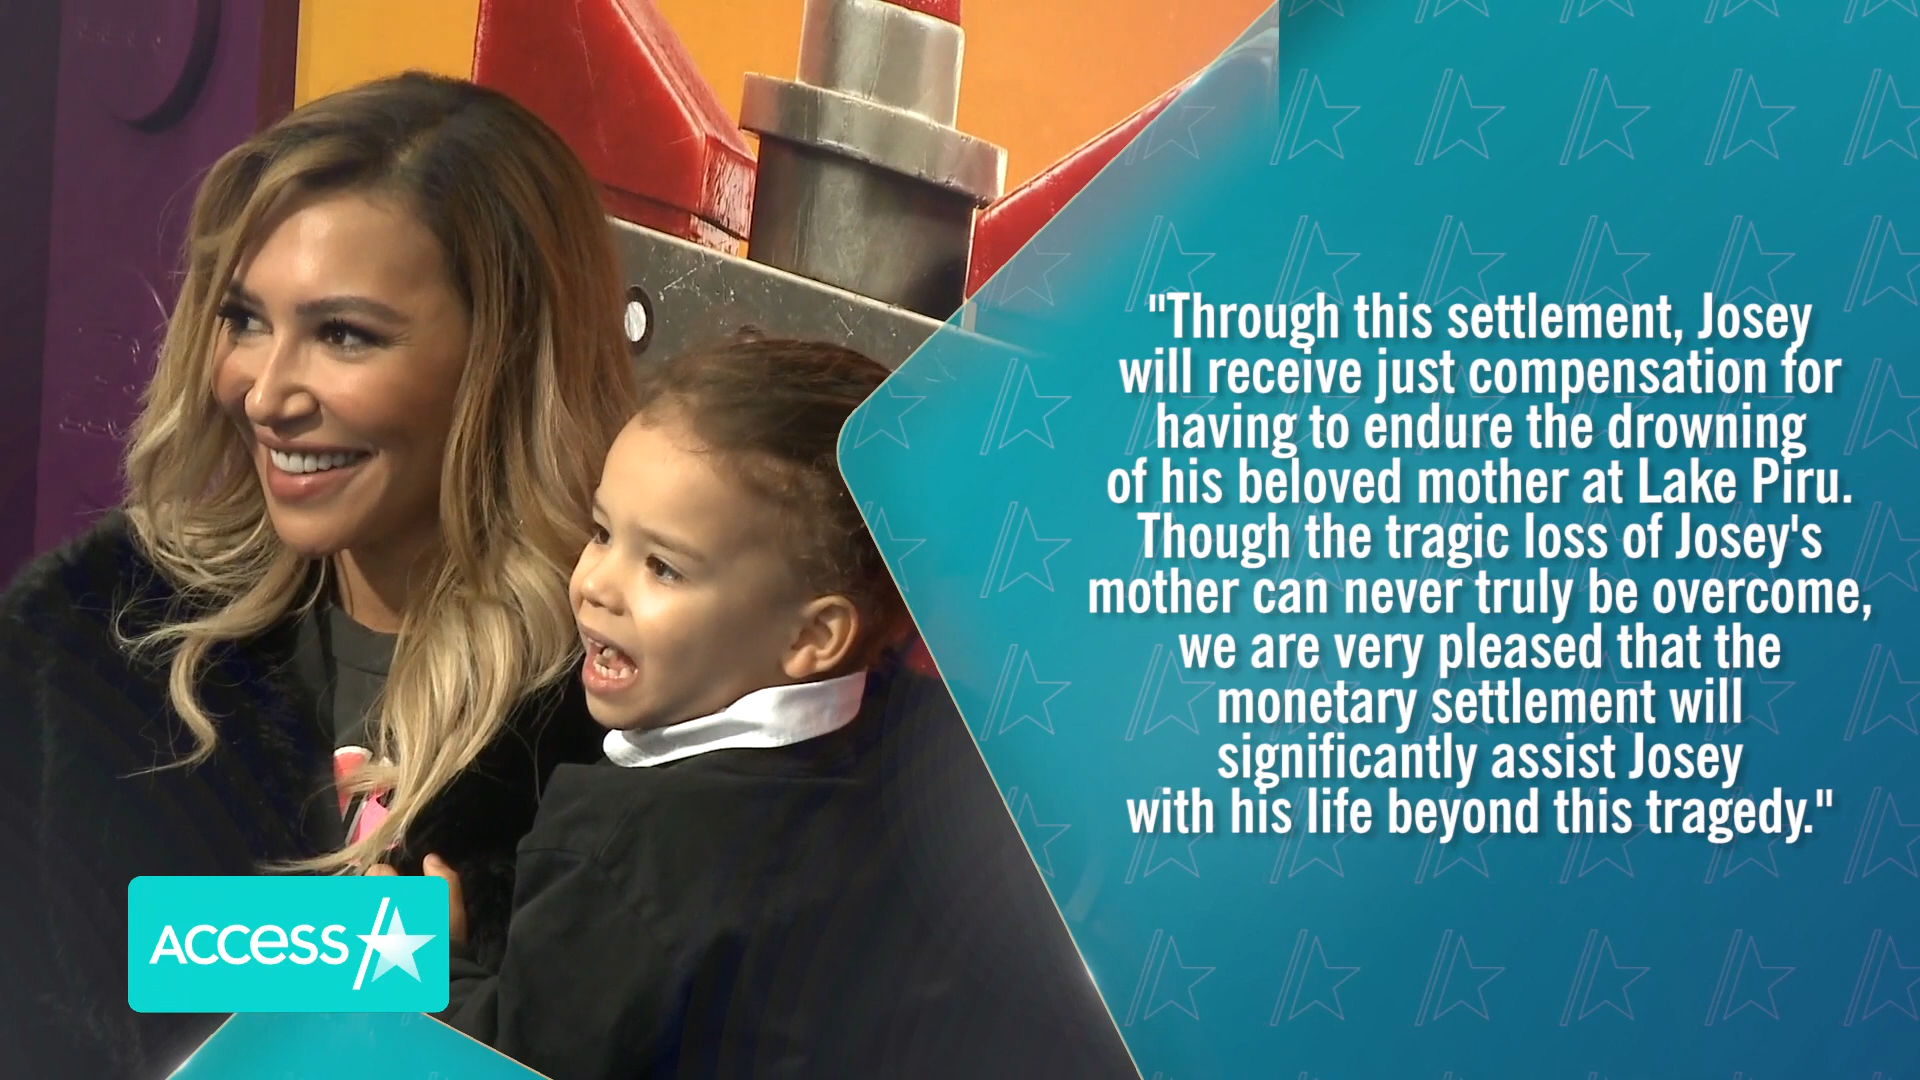 "Through this settlement, Josey
will receive just compensation for
having to endure the drowning
of his beloved mother at Lake Piru.
Though the tragic loss of Josey's
mother can never truly be overcome,
we are very pleased that the
monetary settlement will
significantly assist Josey
with his life beyond this tragedy."
ACCESS